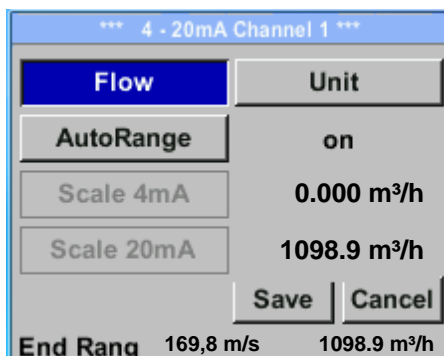 *** 4 - 20mA Channel 1 ***
Flow Unit
AutoRange on
Scale 4mA 0.000 m³/h
Scale 20mA 1098.9 m³/h
Save Cancel
End Rang 169,8 m/s 1098.9 m³/h